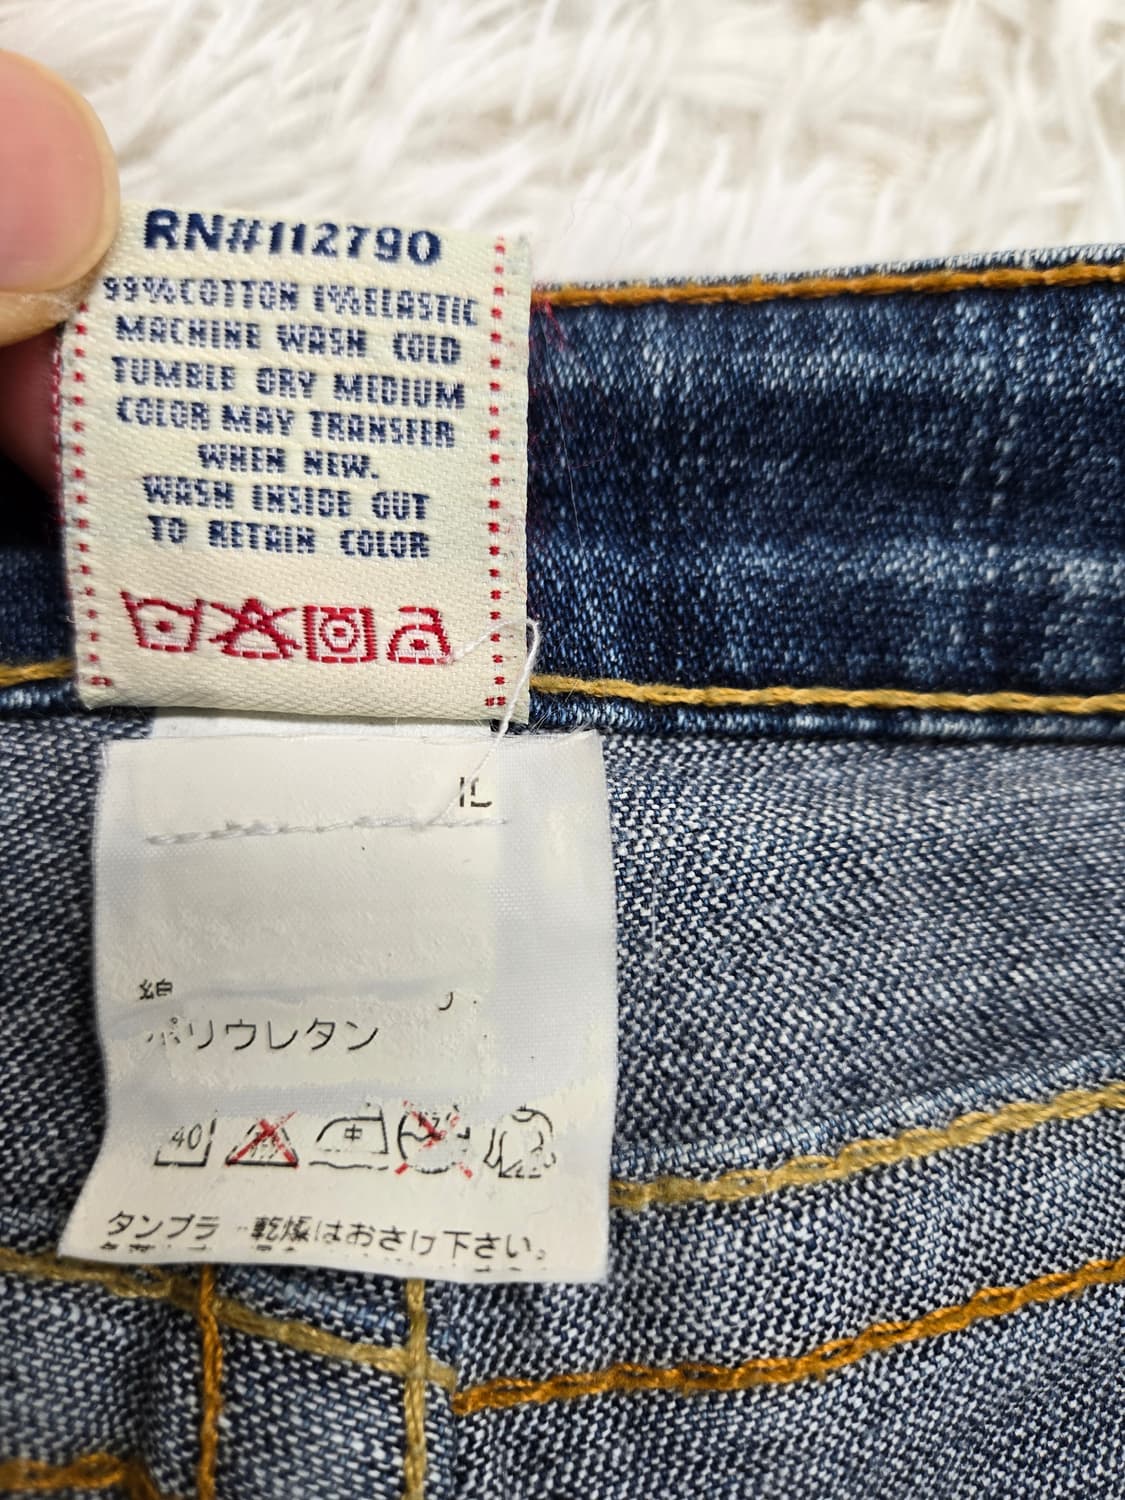 RN#112790
99%COTTON 1%ELASTIC
MACHINE WASH COLD
TUMBLE DRY MEDIUM
COLOR MAY TRANSFER
WHEN NEW.
WASH INSIDE OUT
TO RETAIN COLOR
ポリウレタン
40
タンブラ 乾燥はおさけ下さい。